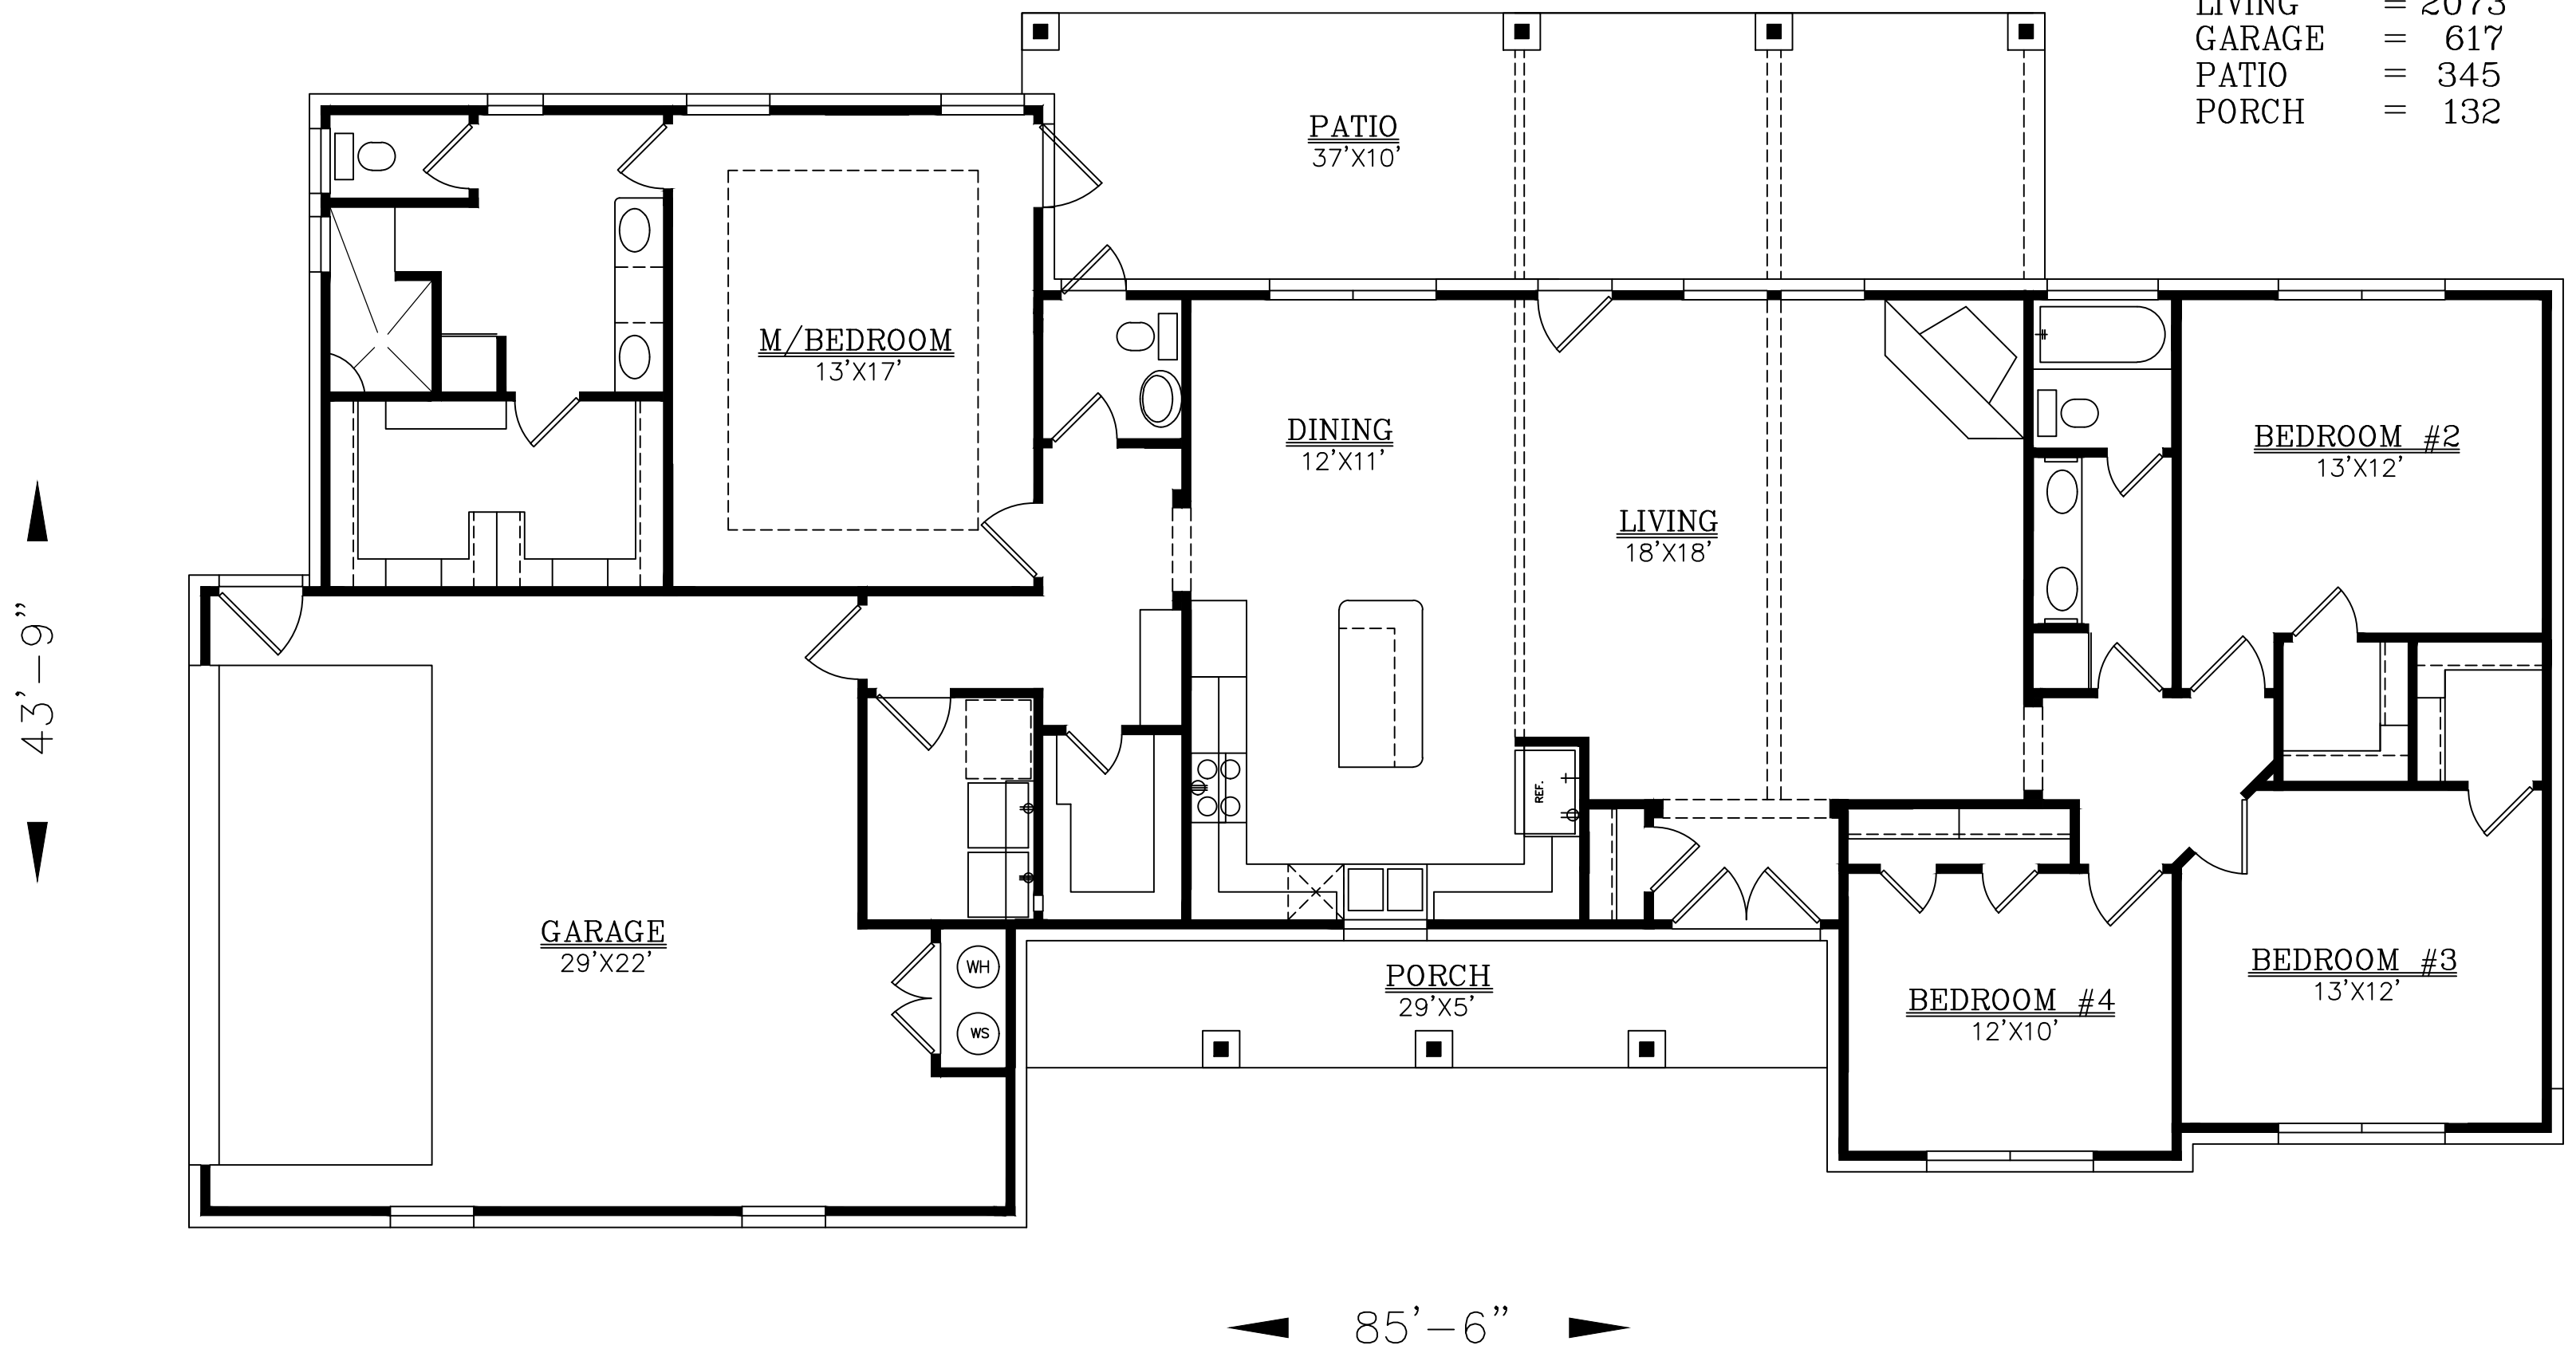 LIVING = 2073
GARAGE = 617
PATIO = 345
PORCH = 132
PATIO
37'X10'
M/BEDROOM
13'X17'
DINING
12'X11'
LIVING
18'X18'
BEDROOM #2
13'X12'
43'-9"
REF.
GARAGE
29'X22'
WH
WS
PORCH
29'X5'
BEDROOM #4
12'X10'
BEDROOM #3
13'X12'
85'-6"